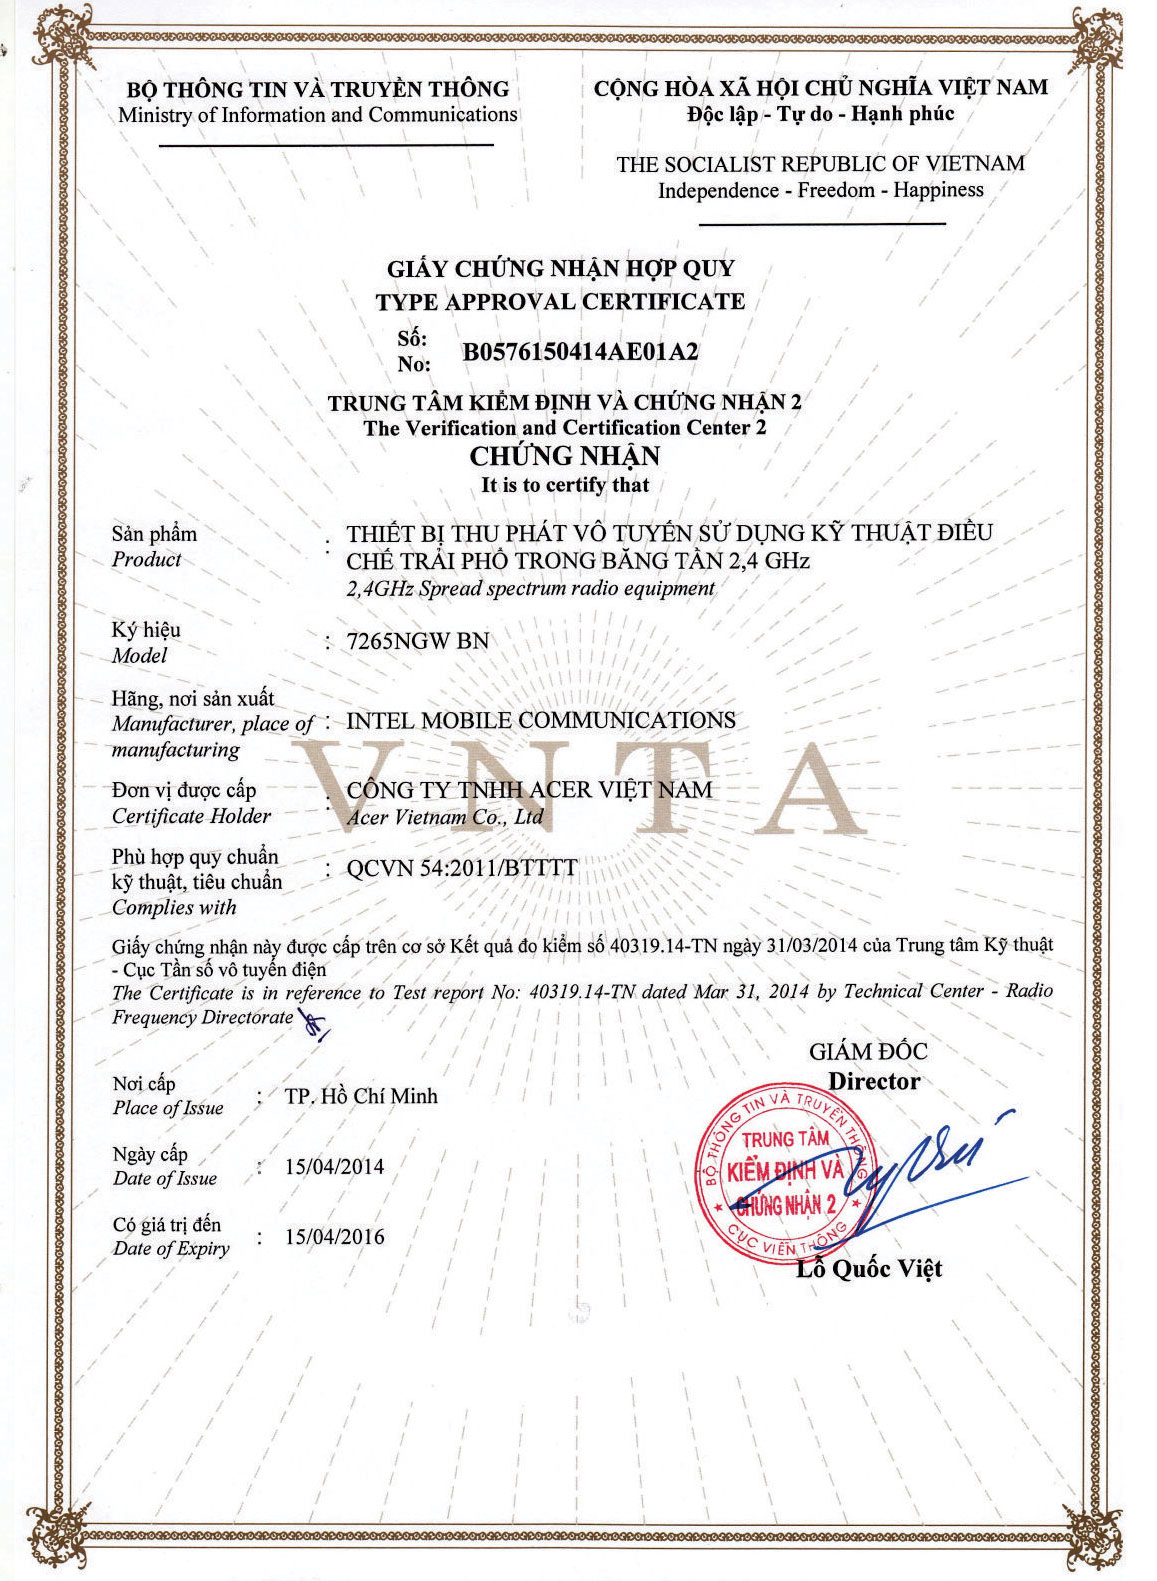 BỘ THÔNG TIN VÀ TRUYỀN THÔNG
Ministry of Information and Communications
CỘNG HÒA XÃ HỘI CHỦ NGHĨA VIỆT NAM
Độc lập - Tự do - Hạnh phúc
THE SOCIALIST REPUBLIC OF VIETNAM
Independence - Freedom - Happiness
GIẤY CHỨNG NHẬN HỢP QUY
TYPE APPROVAL CERTIFICATE
Số:
No: B0576150414AE01A2
TRUNG TÂM KIỂM ĐỊNH VÀ CHỨNG NHẬN 2
The Verification and Certification Center 2
CHỨNG NHẬN
It is to certify that
Sản phẩm : THIẾT BỊ THU PHÁT VÔ TUYẾN SỬ DỤNG KỸ THUẬT ĐIỀU
Product CHẾ TRẢI PHỔ TRONG BĂNG TẦN 2,4 GHz
2,4GHz Spread spectrum radio equipment
Ký hiệu
Model : 7265NGW BN
Hãng, nơi sản xuất
Manufacturer, place of : INTEL MOBILE COMMUNICATIONS
manufacturing
VNTA
Đơn vị được cấp : CÔNG TY TNHH ACER VIỆT NAM
Certificate Holder Acer Vietnam Co., Ltd
Phù hợp quy chuẩn
kỹ thuật, tiêu chuẩn : QCVN 54:2011/BTTTT
Complies with
Giấy chứng nhận này được cấp trên cơ sở Kết quả đo kiểm số 40319.14-TN ngày 31/03/2014 của Trung tâm Kỹ thuật
- Cục Tần số vô tuyến điện
The Certificate is in reference to Test report No: 40319.14-TN dated Mar 31, 2014 by Technical Center - Radio
Frequency Directorate
GIÁM ĐỐC
Director
Nơi cấp
Place of Issue : TP. Hồ Chí Minh
Ngày cấp
Date of Issue : 15/04/2014
Có giá trị đến
Date of Expiry : 15/04/2016
BỘ THÔNG TIN VÀ TRUYỀN THÔNG
TRUNG TÂM
KIỂM ĐỊNH VÀ
CHỨNG NHẬN 2
★ CỤC VIỄN THÔNG ★
Lỗ Quốc Việt